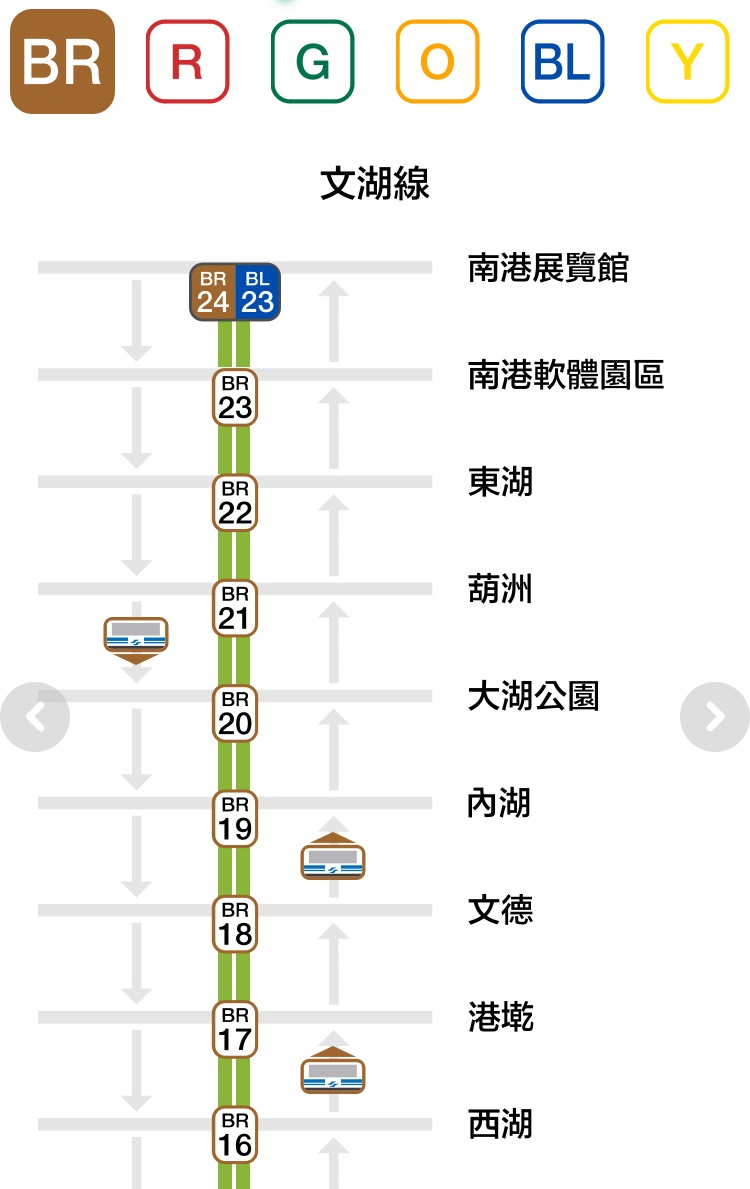 BR R G O BL Y
文湖線
BR 24 BL 23 南港展覽館
BR 23 南港軟體園區
BR 22 東湖
BR 21 葫洲
BR 20 大湖公園
BR 19 內湖
BR 18 文德
BR 17 港墘
BR 16 西湖